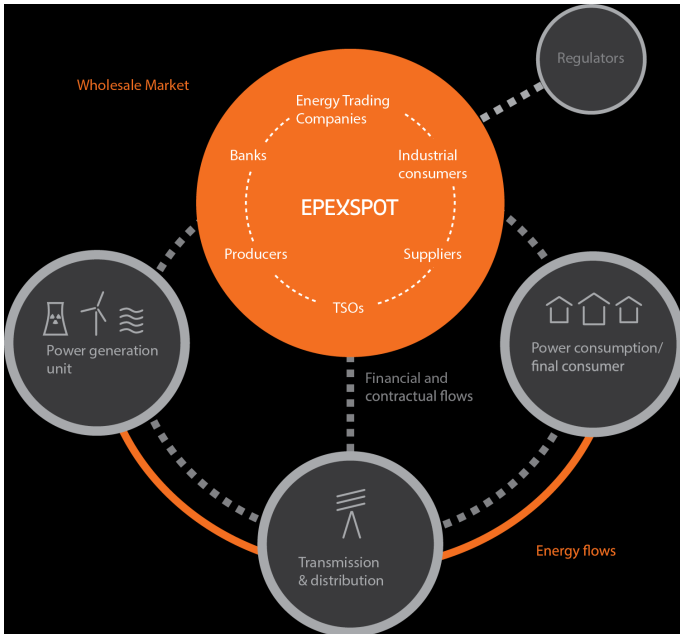 Regulators
Wholesale Market
Energy Trading
Companies
Banks
Industrial
consumers
EPEXSPOT
Producers
Suppliers
TSOs
Power generation
unit
Power consumption/
final consumer
Financial and
contractual flows
Energy flows
Transmission
& distribution